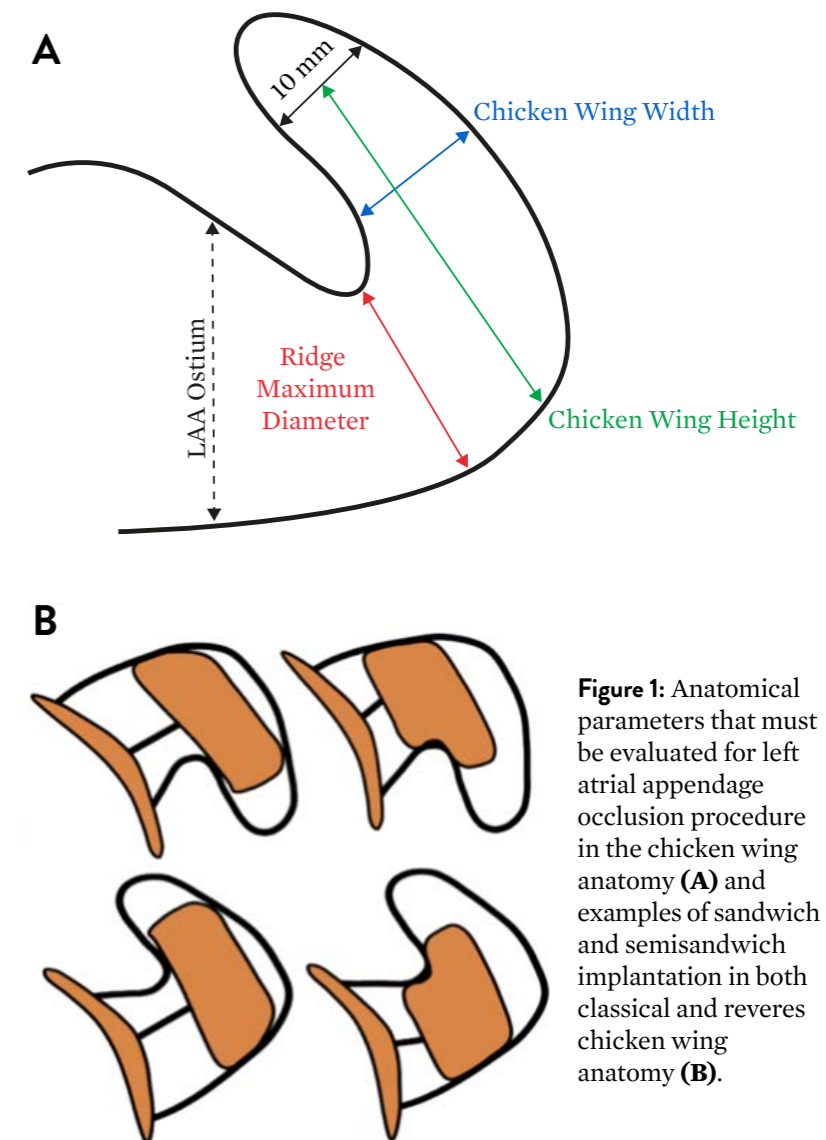 A
10 mm
Chicken Wing Width
LAA Ostium
Ridge
Maximum
Diameter
Chicken Wing Height
B
Figure 1: Anatomical
parameters that must
be evaluated for left
atrial appendage
occlusion procedure
in the chicken wing
anatomy (A) and
examples of sandwich
and semisandwich
implantation in both
classical and reveres
chicken wing
anatomy (B).